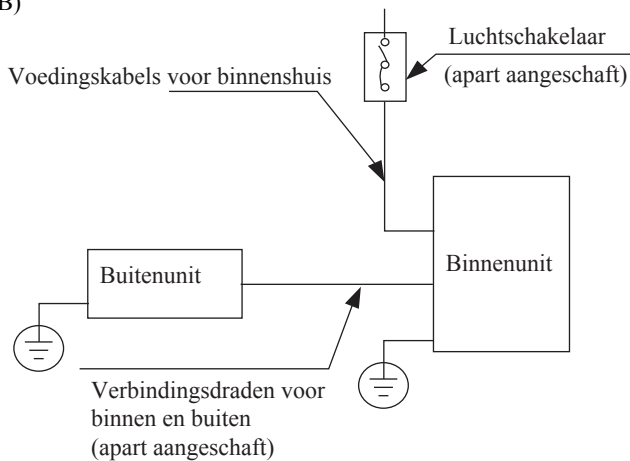 B)
Luchtschakelaar
(apart aangeschaft)
Voedingskabels voor binnenshuis
Buitenunit
Binnenunit
Verbindingsdraden voor
binnen en buiten
(apart aangeschaft)